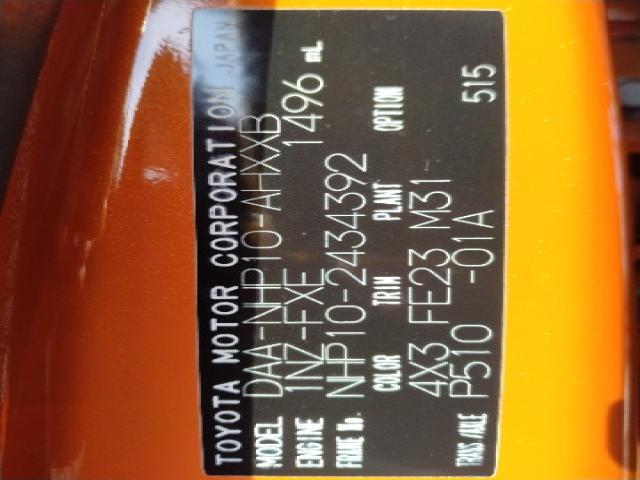 TOYOTA MOTOR CORPORATION JAPAN
MODEL DAA-NHP10-AHXXB
ENGINE 1NZ-FXE 1496 mL
FRAME No. NHP10-2434392
COLOR TRIM PLANT OPTION
4X3 FE23 M31
TRANS/AXLE P510 -01A 515